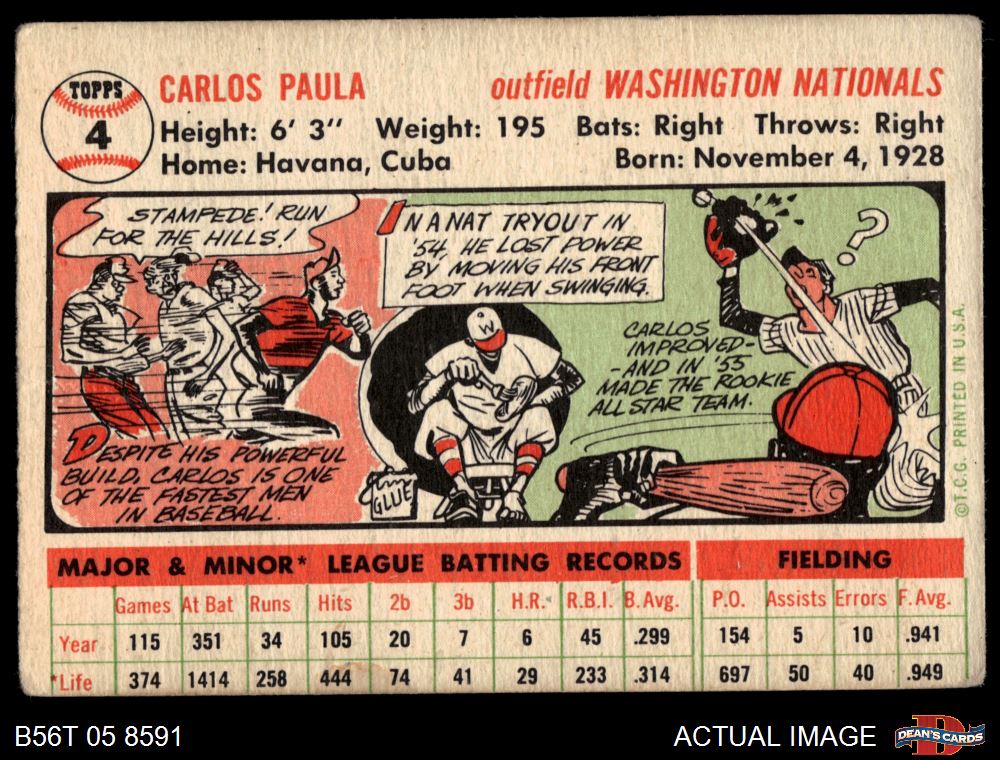 TOPPS
4
CARLOS PAULA
outfield WASHINGTON NATIONALS
Height: 6' 3" Weight: 195 Bats: Right Throws: Right
Home: Havana, Cuba Born: November 4, 1928
STAMPEDE! RUN
FOR THE HILLS!
DESPITE HIS POWERFUL
BUILD, CARLOS IS ONE
OF THE FASTEST MEN
IN BASEBALL.
IN A NAT TRYOUT IN
'54, HE LOST POWER
BY MOVING HIS FRONT
FOOT WHEN SWINGING.
W
GLUE
?
CARLOS
IMPROVED-
-AND IN '55
MADE THE ROOKIE
ALL STAR TEAM.
©T.C.G. PRINTED IN U.S.A.
MAJOR & MINOR* LEAGUE BATTING RECORDS FIELDING
Games At Bat Runs Hits 2b 3b H.R. R.B.I. B.Avg. P.O. Assists Errors F.Avg.
Year 115 351 34 105 20 7 6 45 .299 154 5 10 .941
*Life 374 1414 258 444 74 41 29 233 .314 697 50 40 .949
B56T 05 8591 ACTUAL IMAGE
D
DEAN'S CARDS